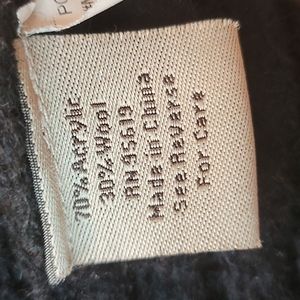 70% Acrylic
30% Wool
RN 95619
Made in China
See Reverse
For Care